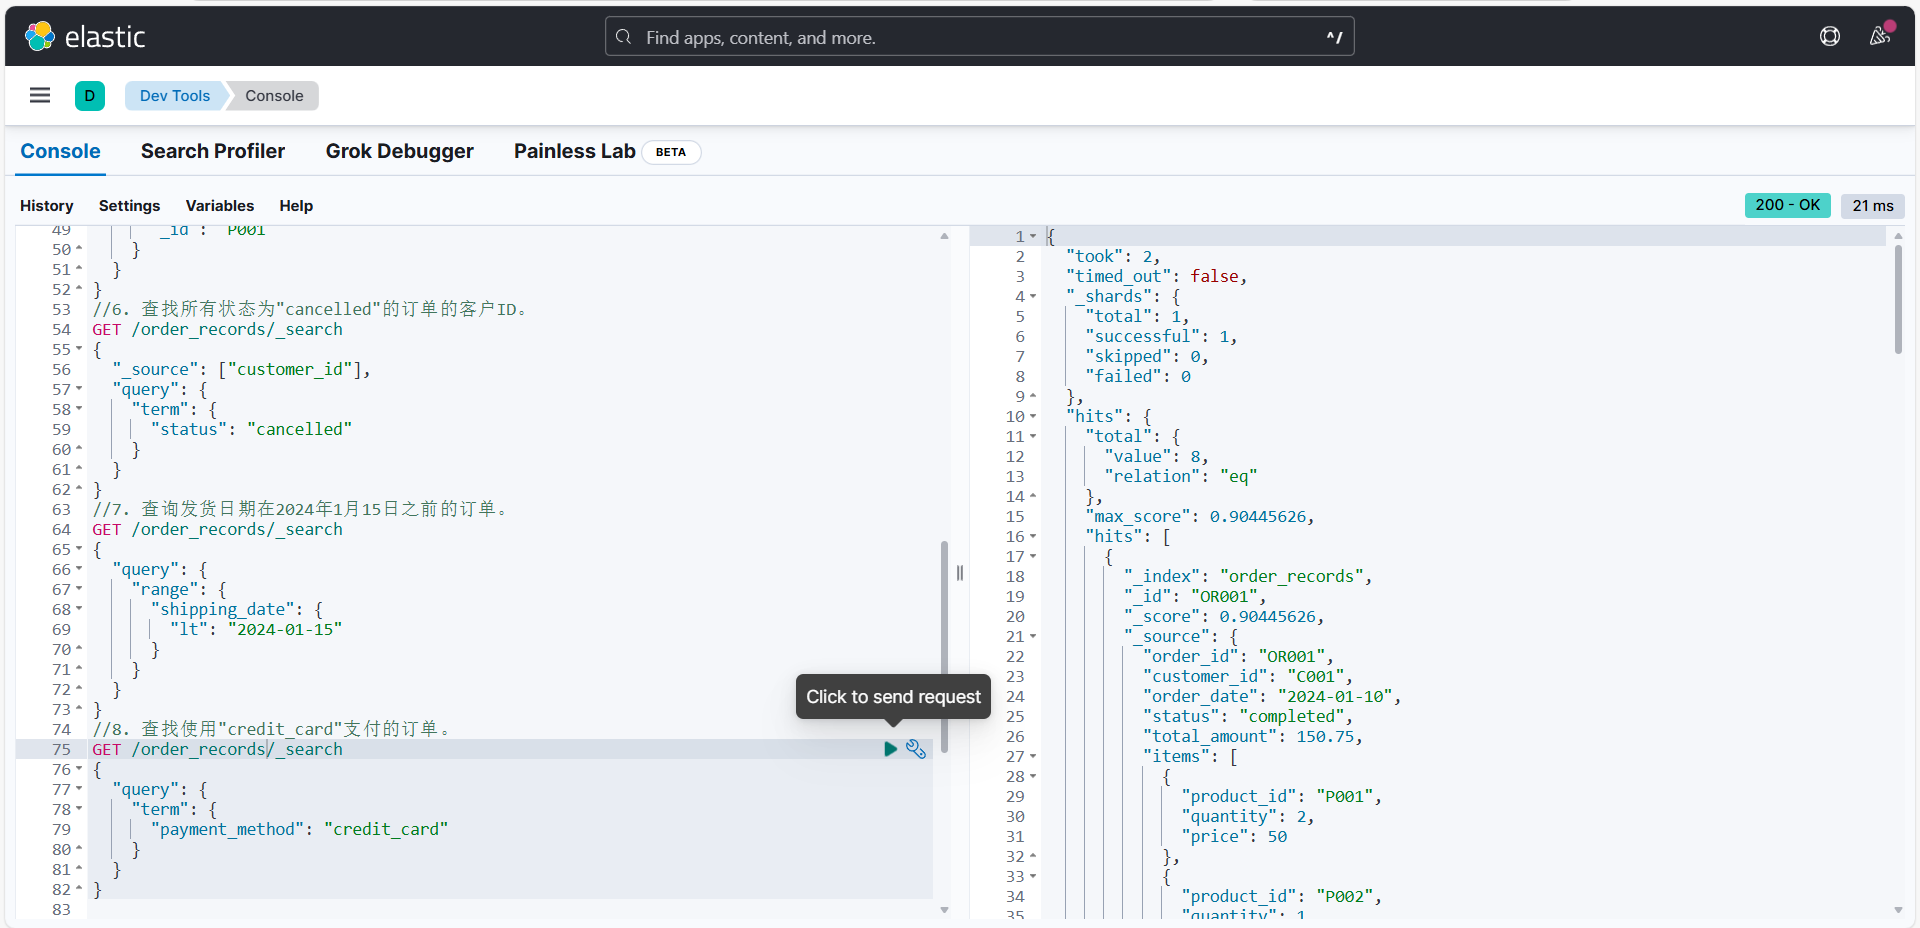 elastic
Find apps, content, and more.
^/
D
Dev Tools
Console
Console
Search Profiler
Grok Debugger
Painless Lab
BETA
History
Settings
Variables
Help
200 - OK
21 ms
49 "_id": "P001"
50 }
51 }
52 }
53 //6. 查找所有状态为"cancelled"的订单的客户ID。
54 GET /order_records/_search
55 {
56 "_source": ["customer_id"],
57 "query": {
58 "term": {
59 "status": "cancelled"
60 }
61 }
62 }
63 //7. 查询发货日期在2024年1月15日之前的订单。
64 GET /order_records/_search
65 {
66 "query": {
67 "range": {
68 "shipping_date": {
69 "lt": "2024-01-15"
70 }
71 }
72 }
73 }
74 //8. 查找使用"credit_card"支付的订单。
75 GET /order_records/_search
76 {
77 "query": {
78 "term": {
79 "payment_method": "credit_card"
80 }
81 }
82 }
83
Click to send request
1 {
2 "took": 2,
3 "timed_out": false,
4 "_shards": {
5 "total": 1,
6 "successful": 1,
7 "skipped": 0,
8 "failed": 0
9 },
10 "hits": {
11 "total": {
12 "value": 8,
13 "relation": "eq"
14 },
15 "max_score": 0.90445626,
16 "hits": [
17 {
18 "_index": "order_records",
19 "_id": "OR001",
20 "_score": 0.90445626,
21 "_source": {
22 "order_id": "OR001",
23 "customer_id": "C001",
24 "order_date": "2024-01-10",
25 "status": "completed",
26 "total_amount": 150.75,
27 "items": [
28 {
29 "product_id": "P001",
30 "quantity": 2,
31 "price": 50
32 },
33 {
34 "product_id": "P002",
35 "quantity": 1